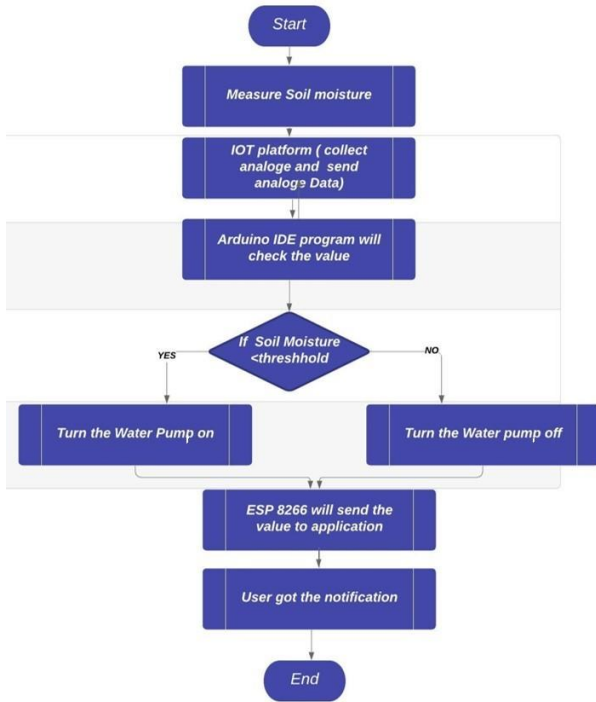 Start
Measure Soil moisture
IOT platform ( collect
analoge and send
analoge Data)
Arduino IDE program will
check the value
If Soil Moisture
<threshhold
YES
NO
Turn the Water Pump on
Turn the Water pump off
ESP 8266 will send the
value to application
User got the notification
End